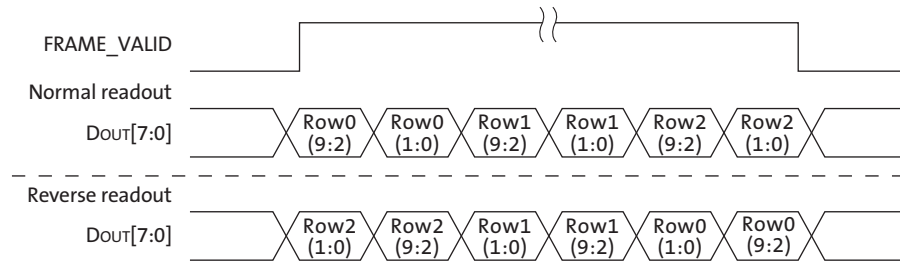 FRAME_VALID
Normal readout
DOUT[7:0]
Row0 Row0 Row1 Row1 Row2 Row2
(9:2) (1:0) (9:2) (1:0) (9:2) (1:0)
Reverse readout
DOUT[7:0]
Row2 Row2 Row1 Row1 Row0 Row0
(1:0) (9:2) (1:0) (9:2) (1:0) (9:2)